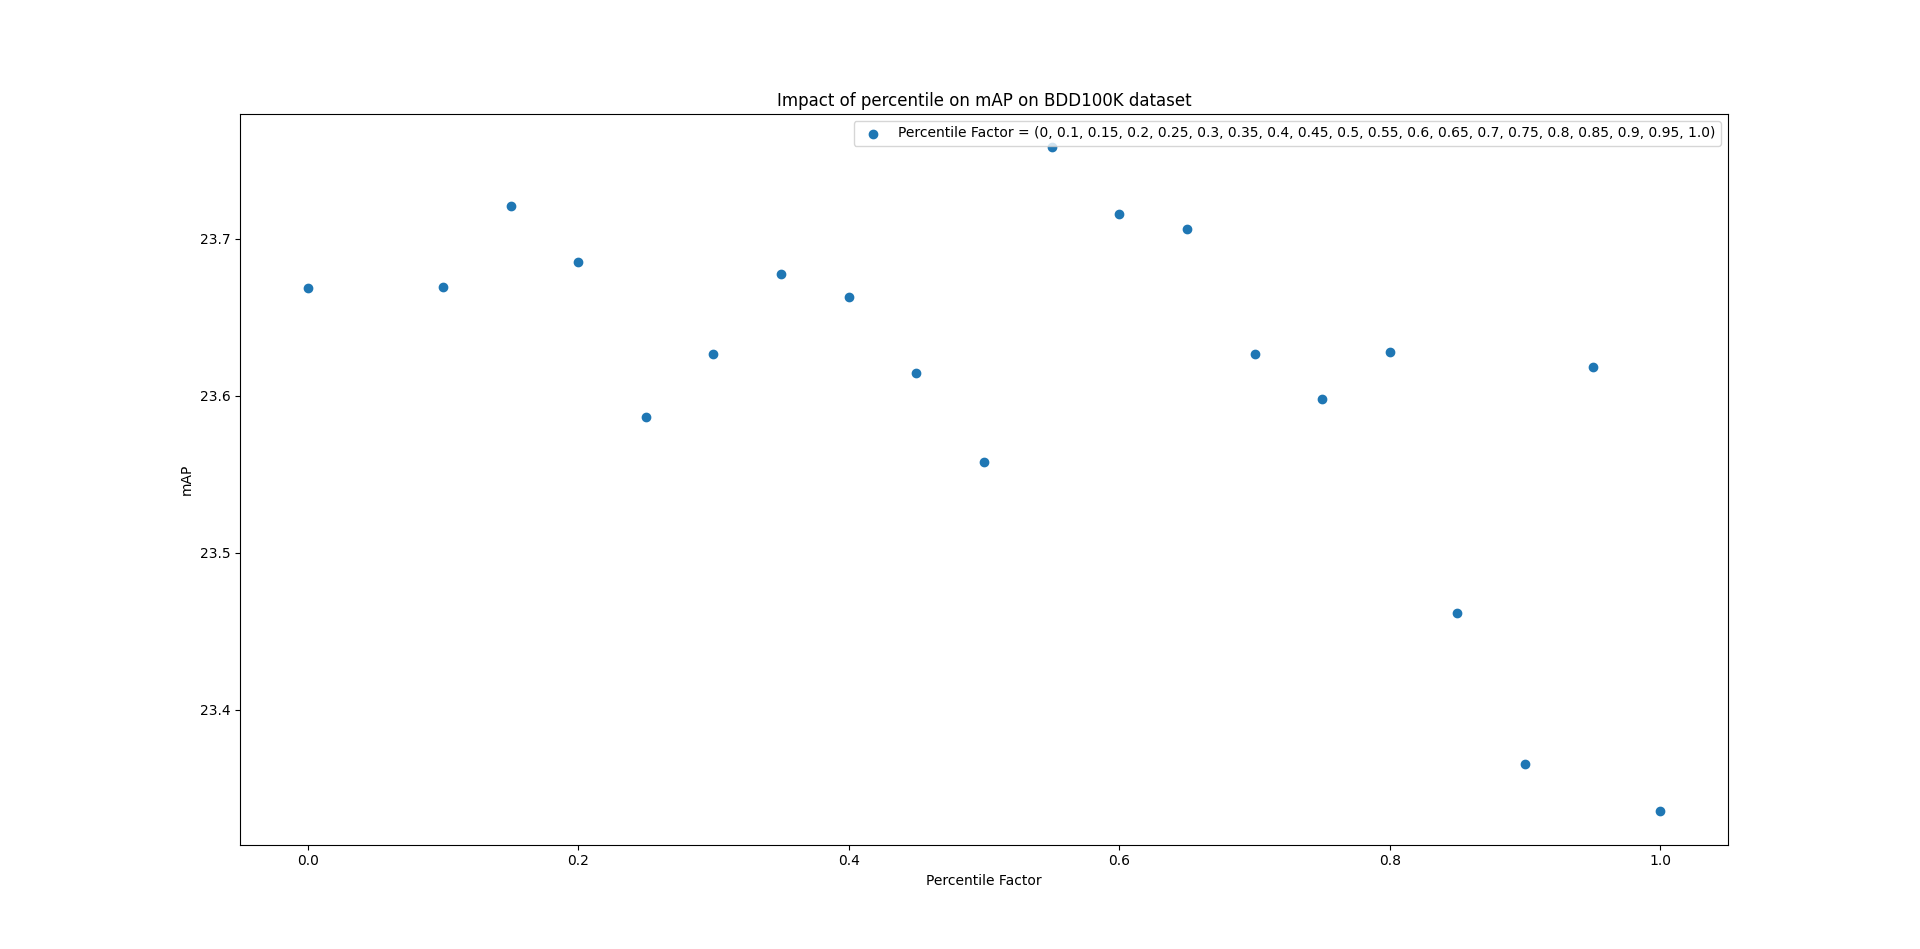 Impact of percentile on mAP on BDD100K dataset
Percentile Factor = (0, 0.1, 0.15, 0.2, 0.25, 0.3, 0.35, 0.4, 0.45, 0.5, 0.55, 0.6, 0.65, 0.7, 0.75, 0.8, 0.85, 0.9, 0.95, 1.0)
23.7
23.6
23.5
23.4
mAP
0.0 0.2 0.4 0.6 0.8 1.0
Percentile Factor